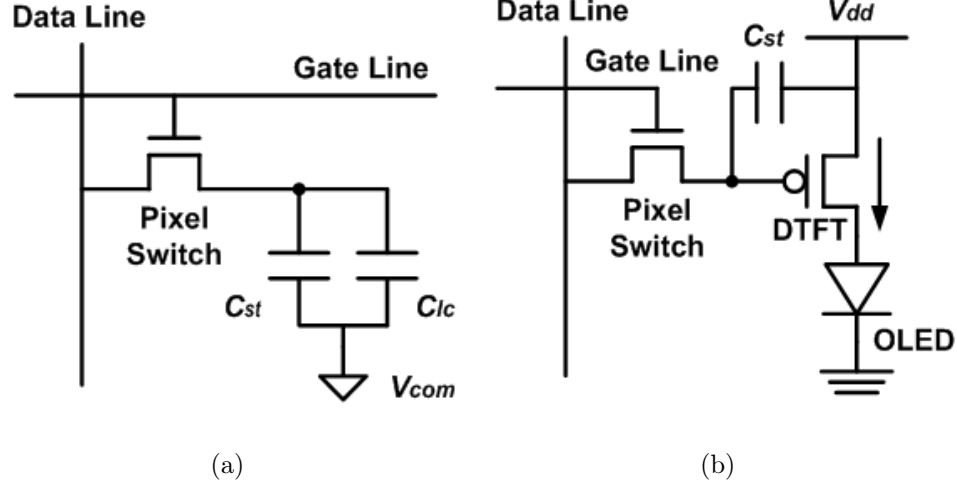 Data Line
Gate Line
Pixel
Switch
Cst
Clc
Vcom
(a)
Data Line
Vdd
Cst
Gate Line
Pixel
Switch
DTFT
OLED
(b)